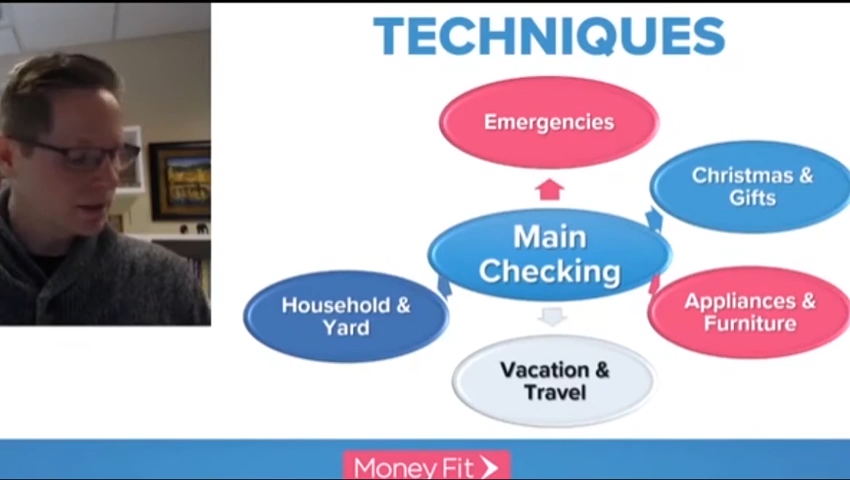 TECHNIQUES
Emergencies
Christmas &
Gifts
Main
Checking
Household &
Yard
Appliances &
Furniture
Vacation &
Travel
Money Fit